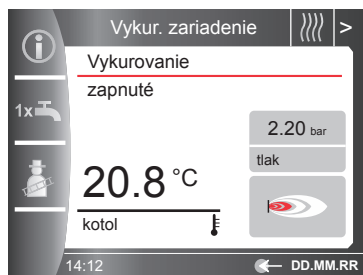 Vykur. zariadenie >
Vykurovanie
zapnuté
1x
2.20 bar
tlak
20.8 °C
kotol
14:12 DD.MM.RR